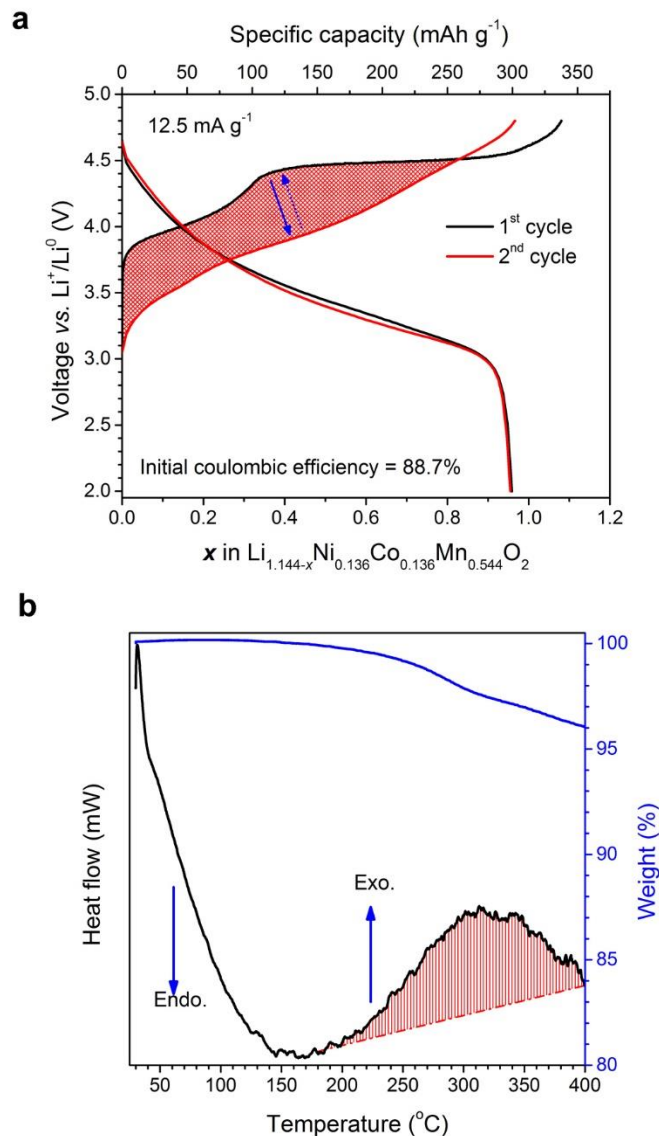 a
Specific capacity (mAh g⁻¹)
0 50 100 150 200 250 300 350
5.0
4.5
4.0
3.5
3.0
2.5
2.0
Voltage vs. Li⁺/Li⁰ (V)
12.5 mA g⁻¹
1ˢᵗ cycle
2ⁿᵈ cycle
Initial coulombic efficiency = 88.7%
0.0 0.2 0.4 0.6 0.8 1.0 1.2
x in Li₁.₁₄₄₋ₓNi₀.₁₃₆Co₀.₁₃₆Mn₀.₅₄₄O₂
b
Heat flow (mW)
Endo.
Exo.
100
95
90
85
80
Weight (%)
50 100 150 200 250 300 350 400
Temperature (°C)